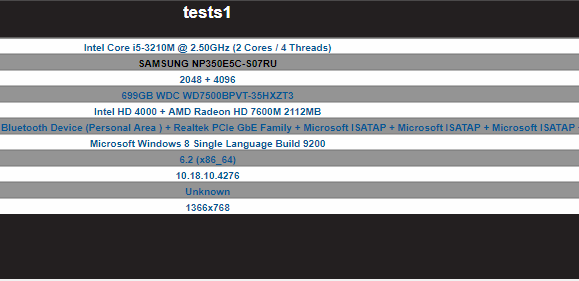 tests1
Intel Core i5-3210M @ 2.50GHz (2 Cores / 4 Threads)
SAMSUNG NP350E5C-S07RU
2048 + 4096
699GB WDC WD7500BPVT-35HXZT3
Intel HD 4000 + AMD Radeon HD 7600M 2112MB
Bluetooth Device (Personal Area ) + Realtek PCIe GbE Family + Microsoft ISATAP + Microsoft ISATAP + Microsoft ISATAP
Microsoft Windows 8 Single Language Build 9200
6.2 (x86_64)
10.18.10.4276
Unknown
1366x768